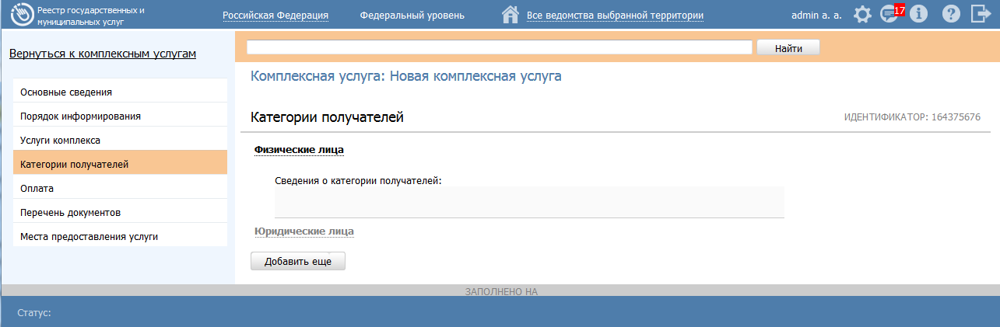 Реестр государственных и
муниципальных услуг
Российская Федерация Федеральный уровень Все ведомства выбранной территории admin a. a. 17
Вернуться к комплексным услугам
Найти
Комплексная услуга: Новая комплексная услуга
Основные сведения
Порядок информирования
Услуги комплекса
Категории получателей
Оплата
Перечень документов
Места предоставления услуги
Категории получателей ИДЕНТИФИКАТОР: 164375676
Физические лица
Сведения о категории получателей:
Юридические лица
Добавить еще
ЗАПОЛНЕНО НА
Статус: